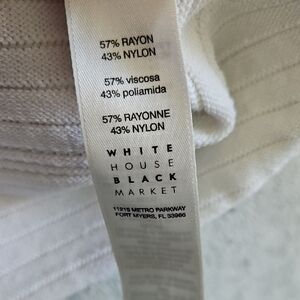 57% RAYON
43% NYLON
57% viscosa
43% poliamida
57% RAYONNE
43% NYLON
WHITE
HOUSE
BLACK
MARKET
11215 METRO PARKWAY
FORT MYERS, FL 33966